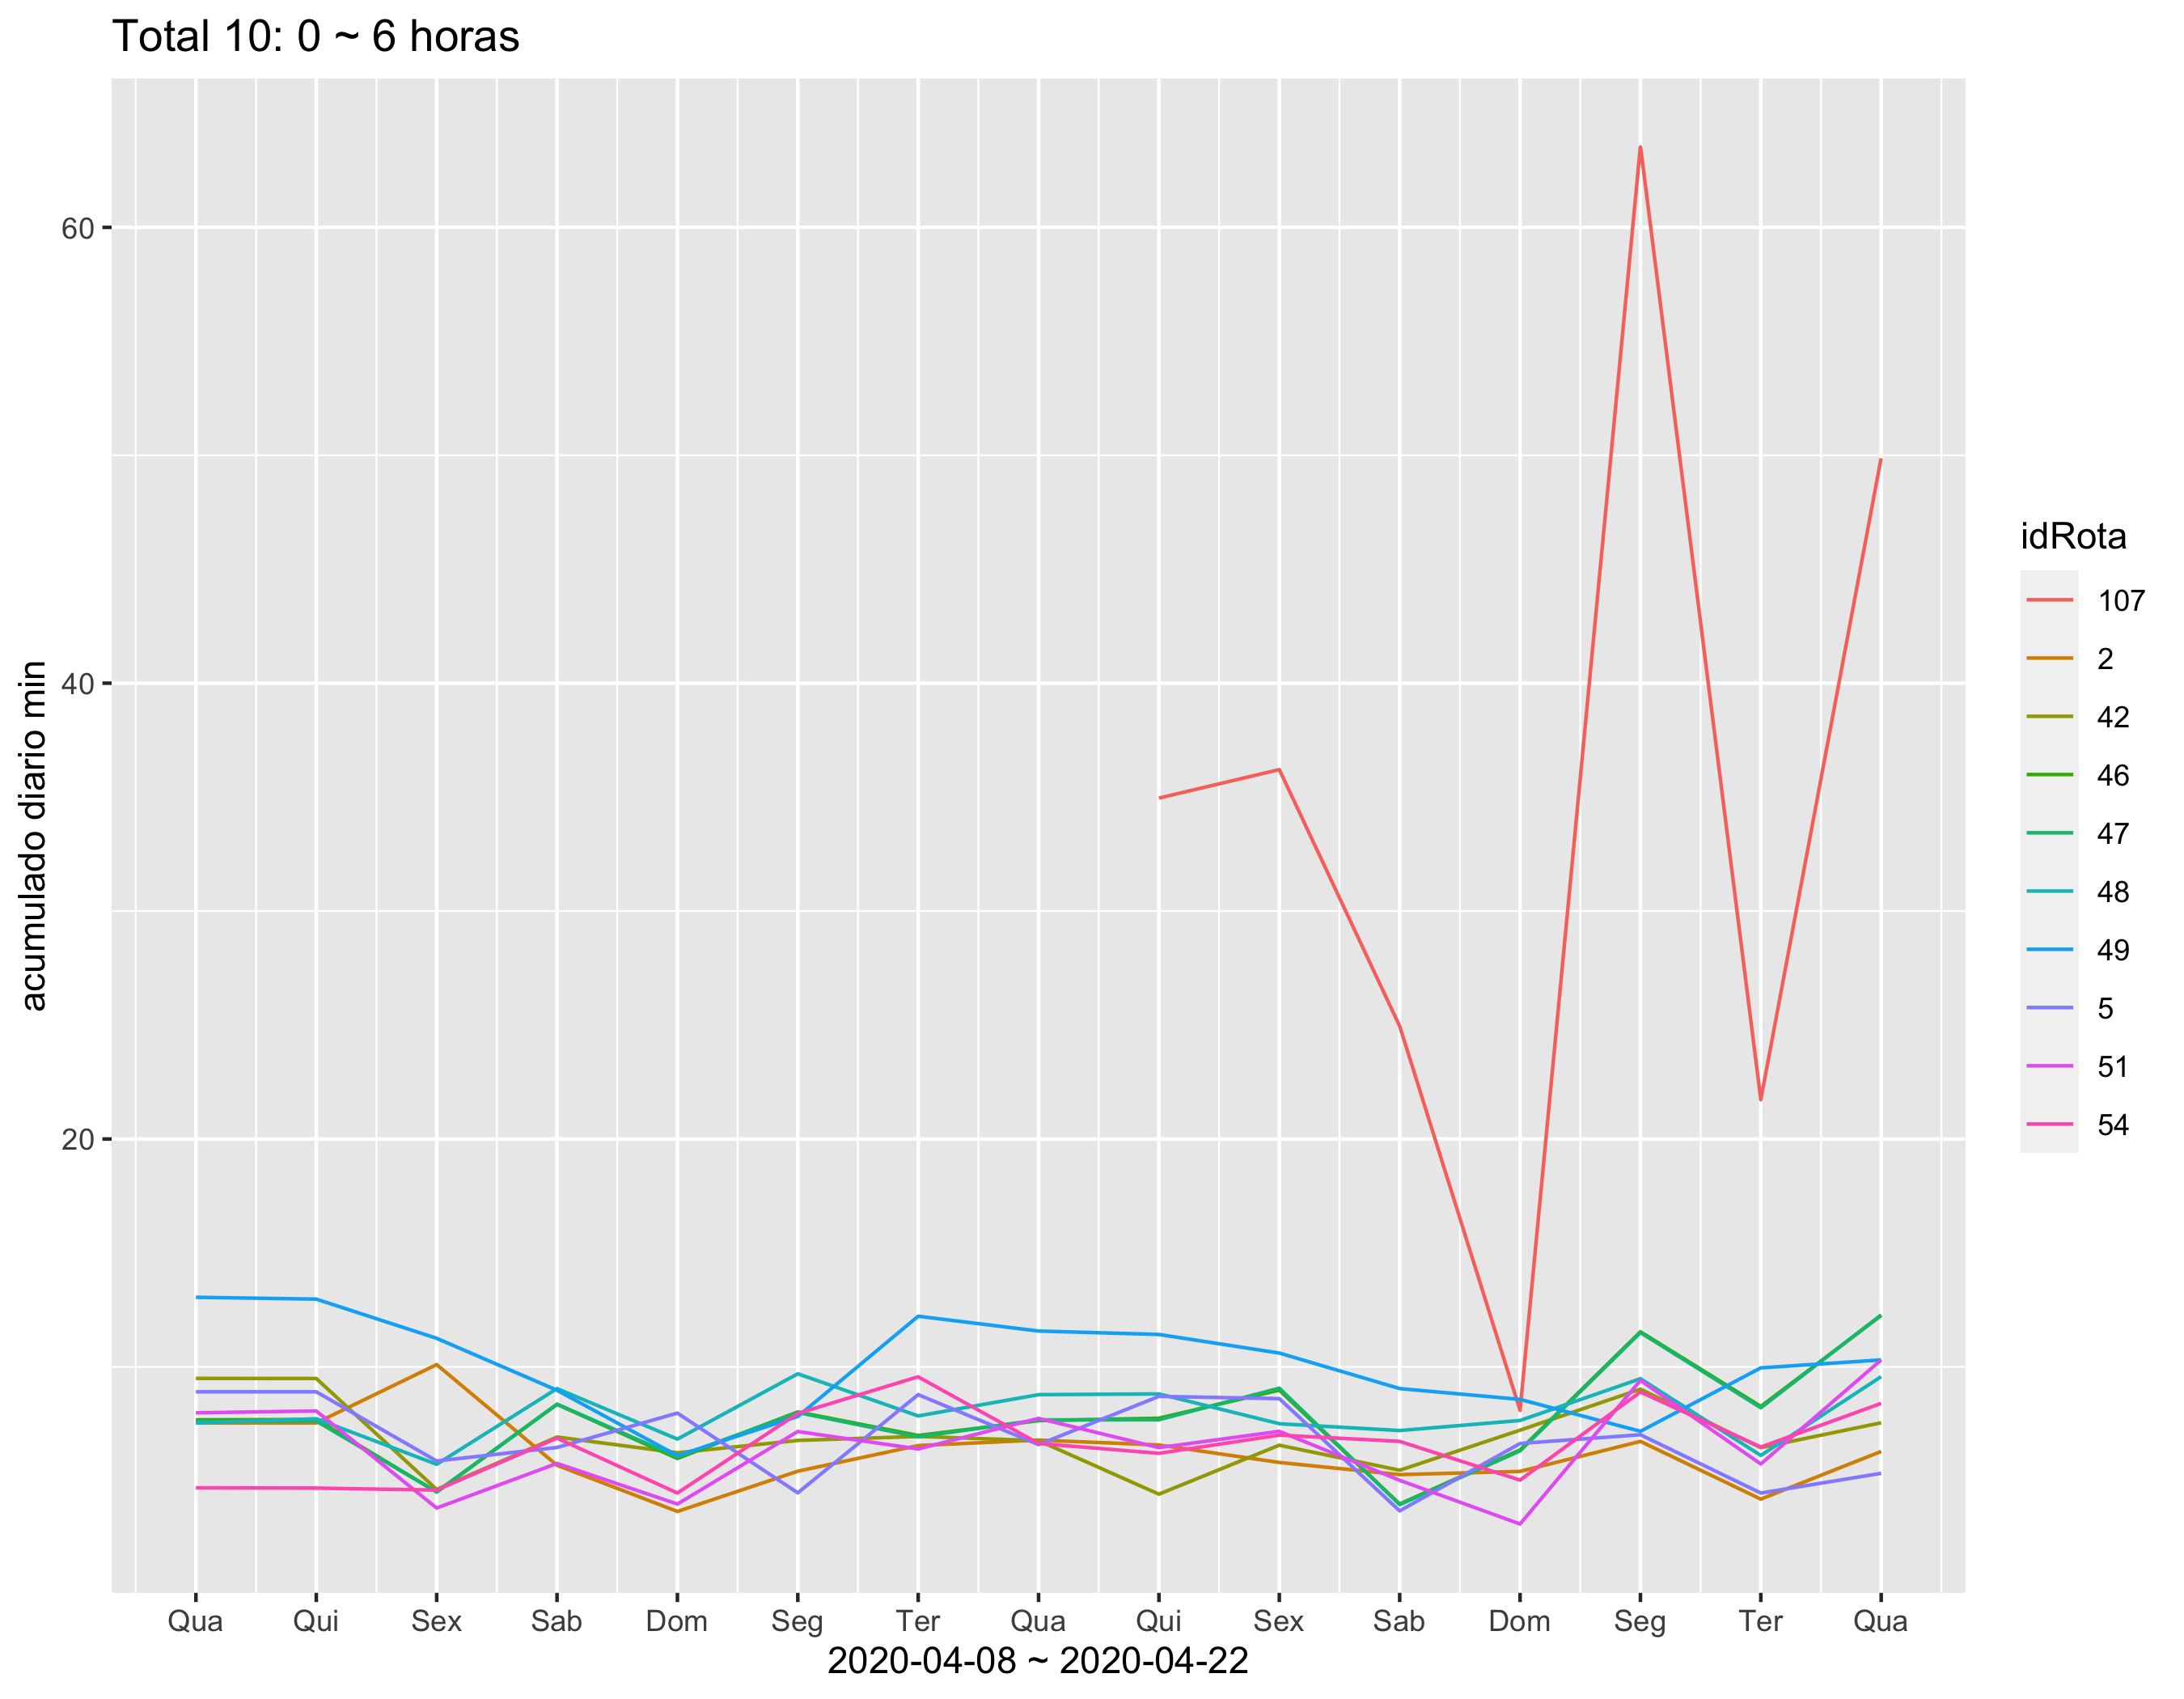 Total 10: 0 ~ 6 horas
acumulado diario min
60
40
20
Qua Qui Sex Sab Dom Seg Ter Qua Qui Sex Sab Dom Seg Ter Qua
2020-04-08 ~ 2020-04-22
idRota
107
2
42
46
47
48
49
5
51
54